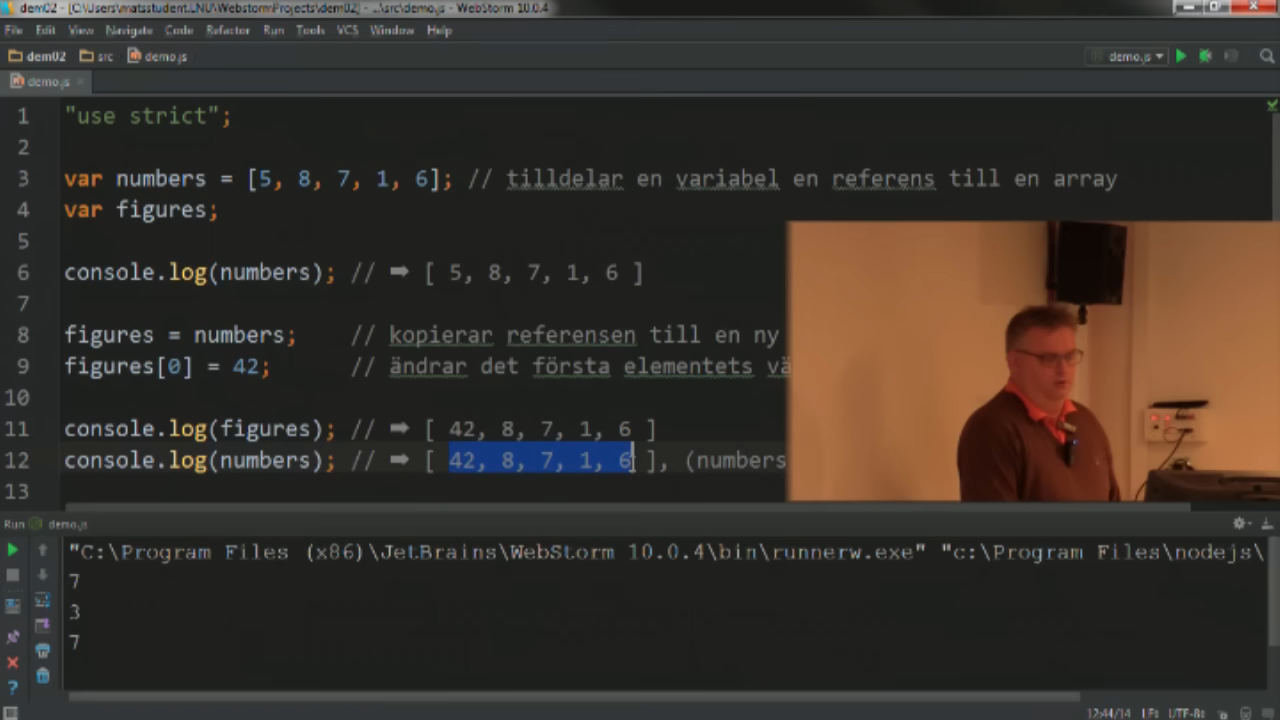 dem02 - [C:\Users\matsstudent.LNU\WebstormProjects\dem02] - ...\src\demo.js - WebStorm 10.0.4
File Edit View Navigate Code Refactor Run Tools VCS Window Help
dem02 src demo.js demo.js
demo.js
1 "use strict";
2
3 var numbers = [5, 8, 7, 1, 6]; // tilldelar en variabel en referens till en array
4 var figures;
5
6 console.log(numbers); // ➡ [ 5, 8, 7, 1, 6 ]
7
8 figures = numbers; // kopierar referensen till en ny
9 figures[0] = 42; // ändrar det första elementets vä
10
11 console.log(figures); // ➡ [ 42, 8, 7, 1, 6 ]
12 console.log(numbers); // ➡ [ 42, 8, 7, 1, 6 ], (numbers
13
Run demo.js
"C:\Program Files (x86)\JetBrains\WebStorm 10.0.4\bin\runnerw.exe" "c:\Program Files\nodejs\
7
3
7
12:44/14 LF÷ UTF-8÷